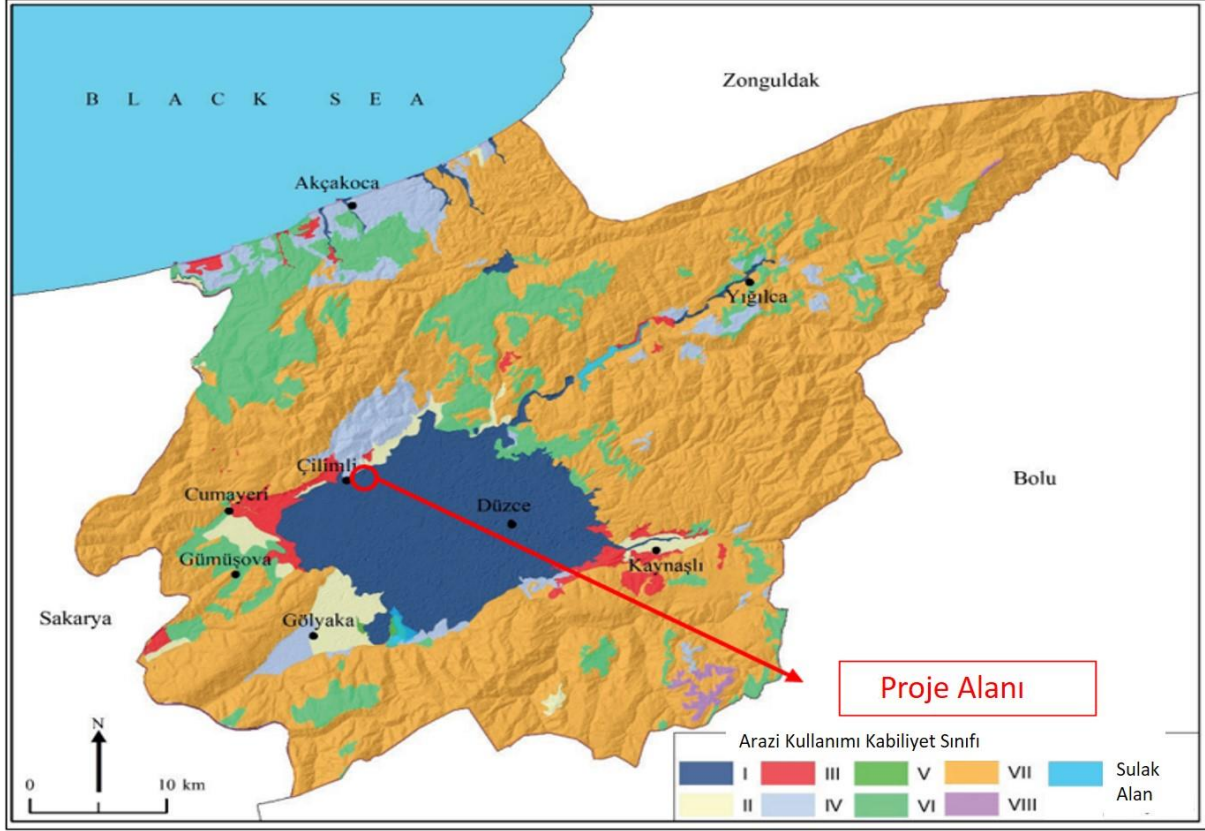 Zonguldak
BLACK SEA
Akçakoca
Yığılca
Çilimli
Bolu
Cumayeri
Düzce
Gümüşova
Kaynaşlı
Sakarya
Gölyaka
Proje Alanı
N
0 10 km
Arazi Kullanımı Kabiliyet Sınıfı
I III V VII Sulak
II IV VI VIII Alan